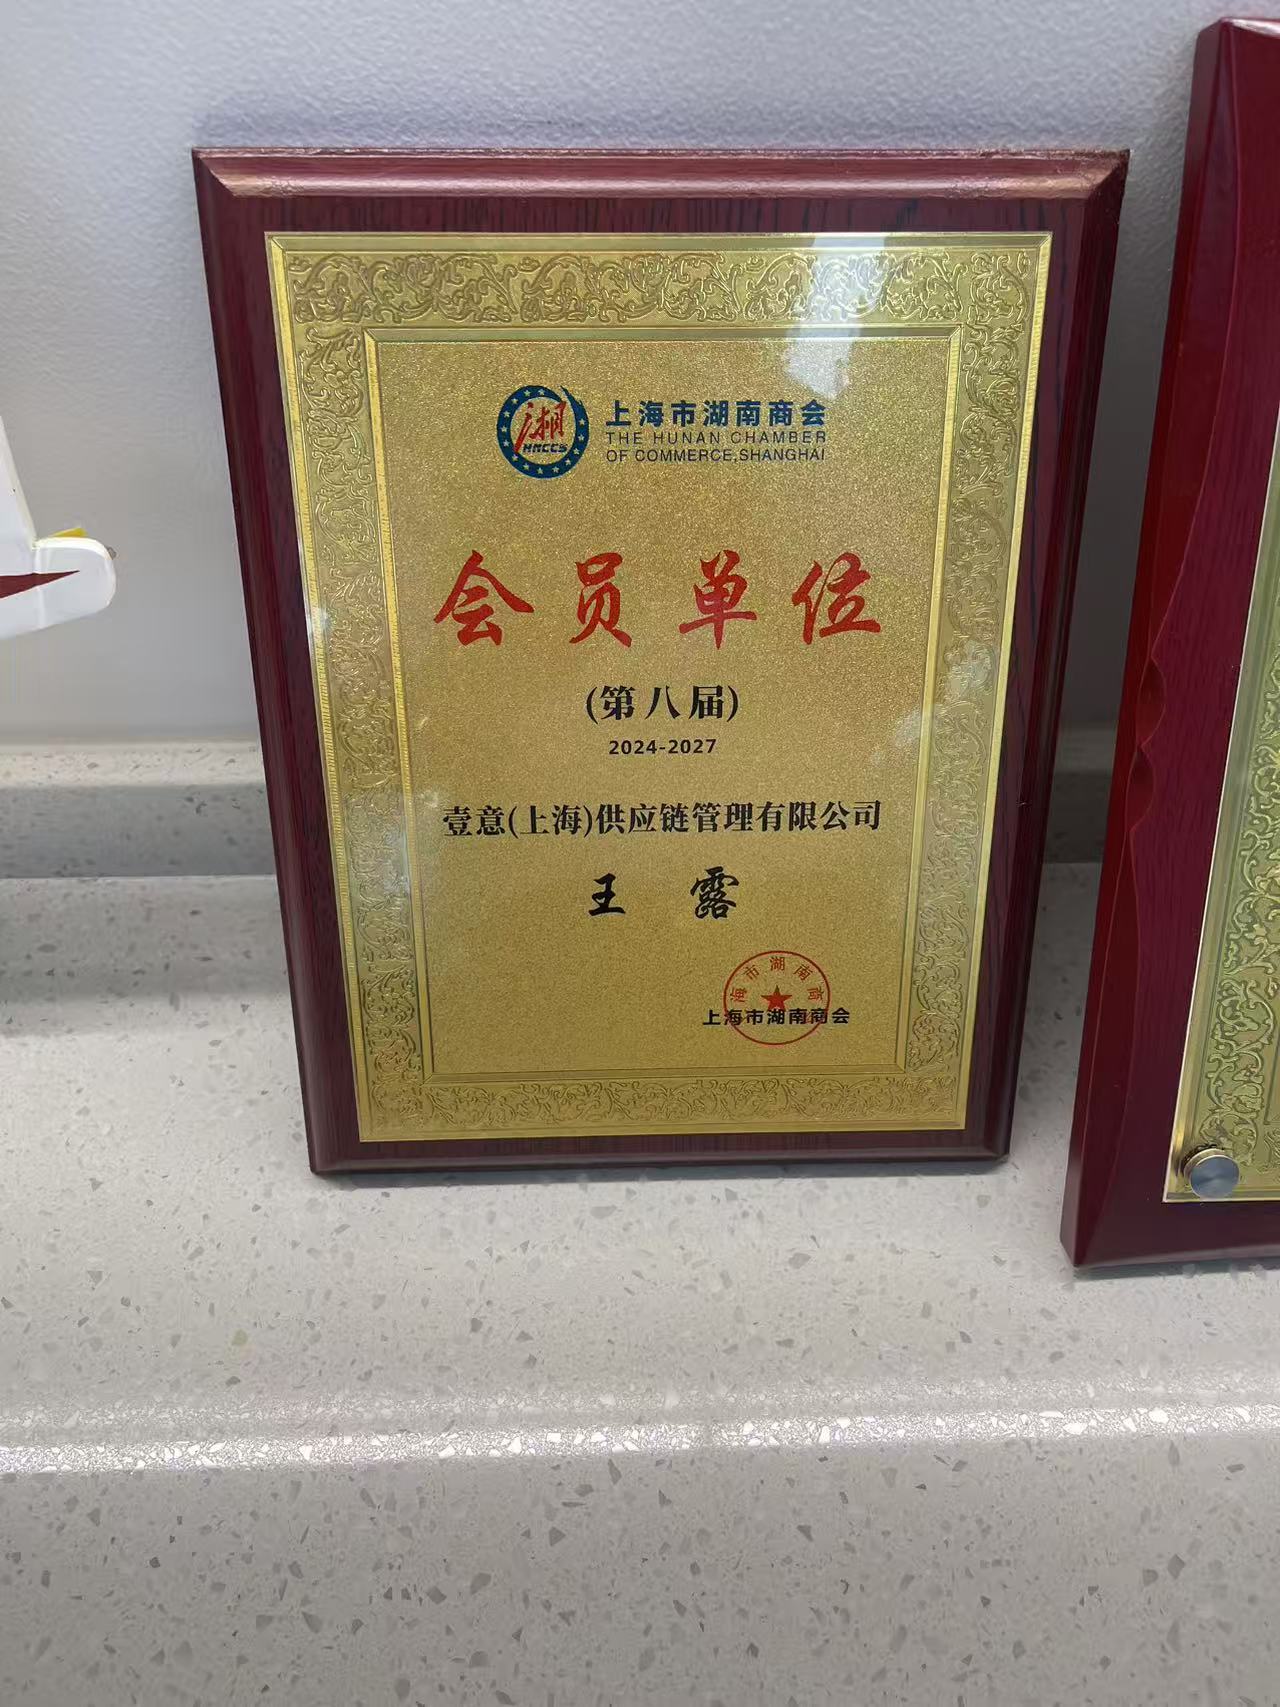 湘
HNCCS
上海市湖南商会
THE HUNAN CHAMBER
OF COMMERCE,SHANGHAI
会员单位
(第八届)
2024-2027
壹意(上海)供应链管理有限公司
王 露
海市湖南商
上海市湖南商会